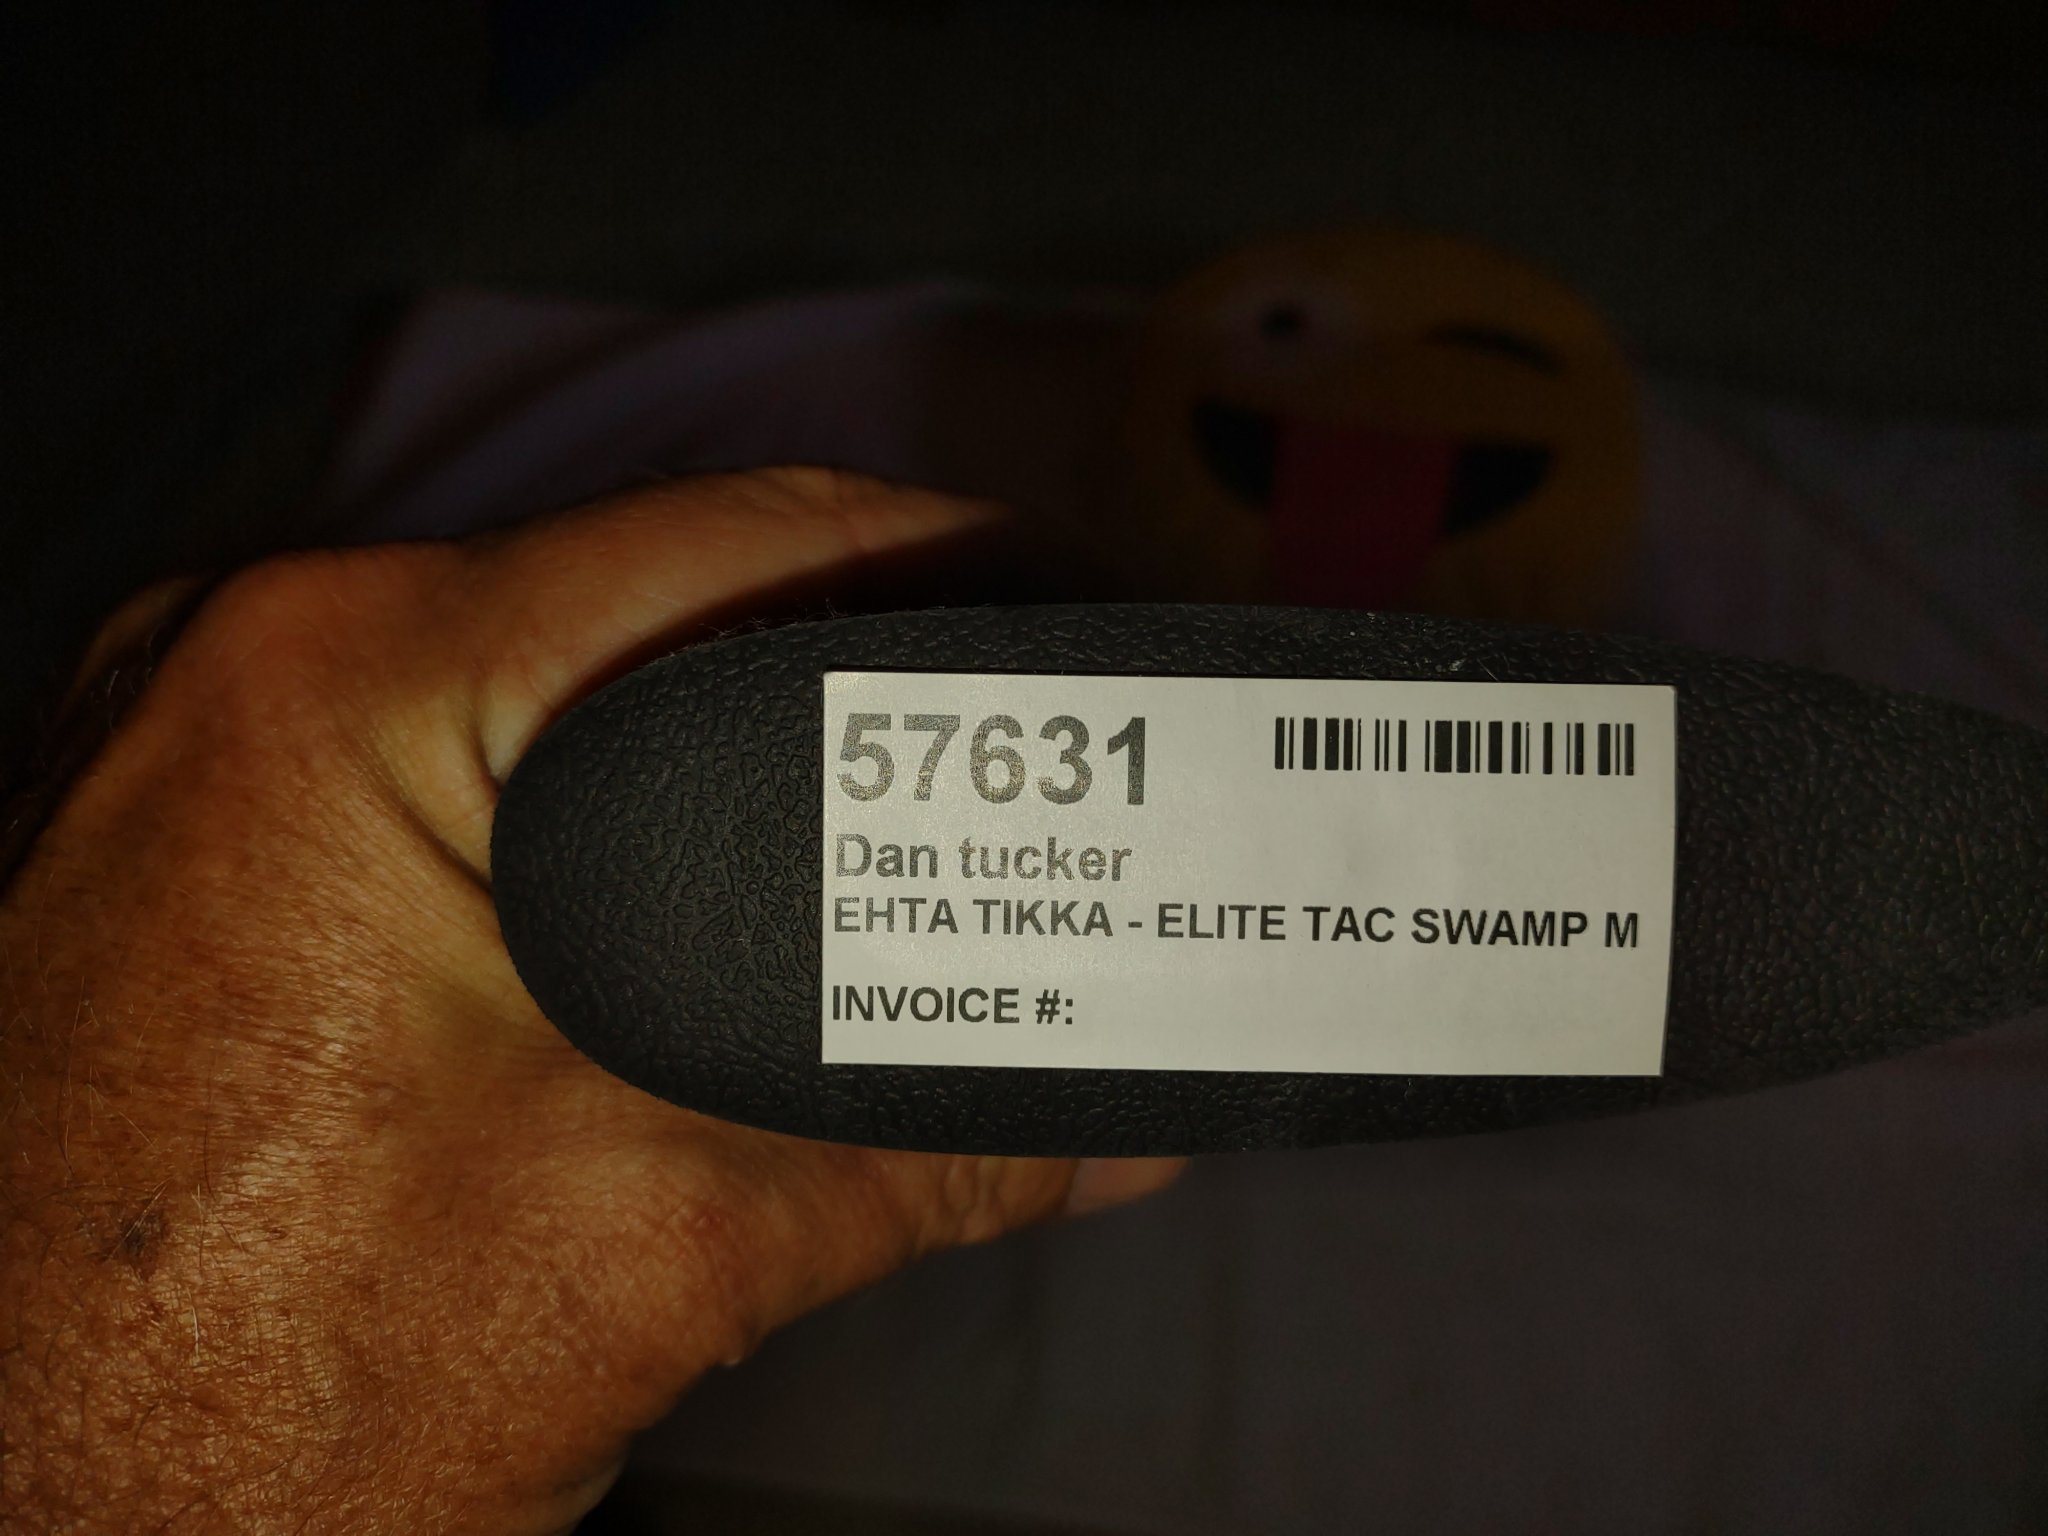 57631
Dan tucker
EHTA TIKKA - ELITE TAC SWAMP M
INVOICE #: